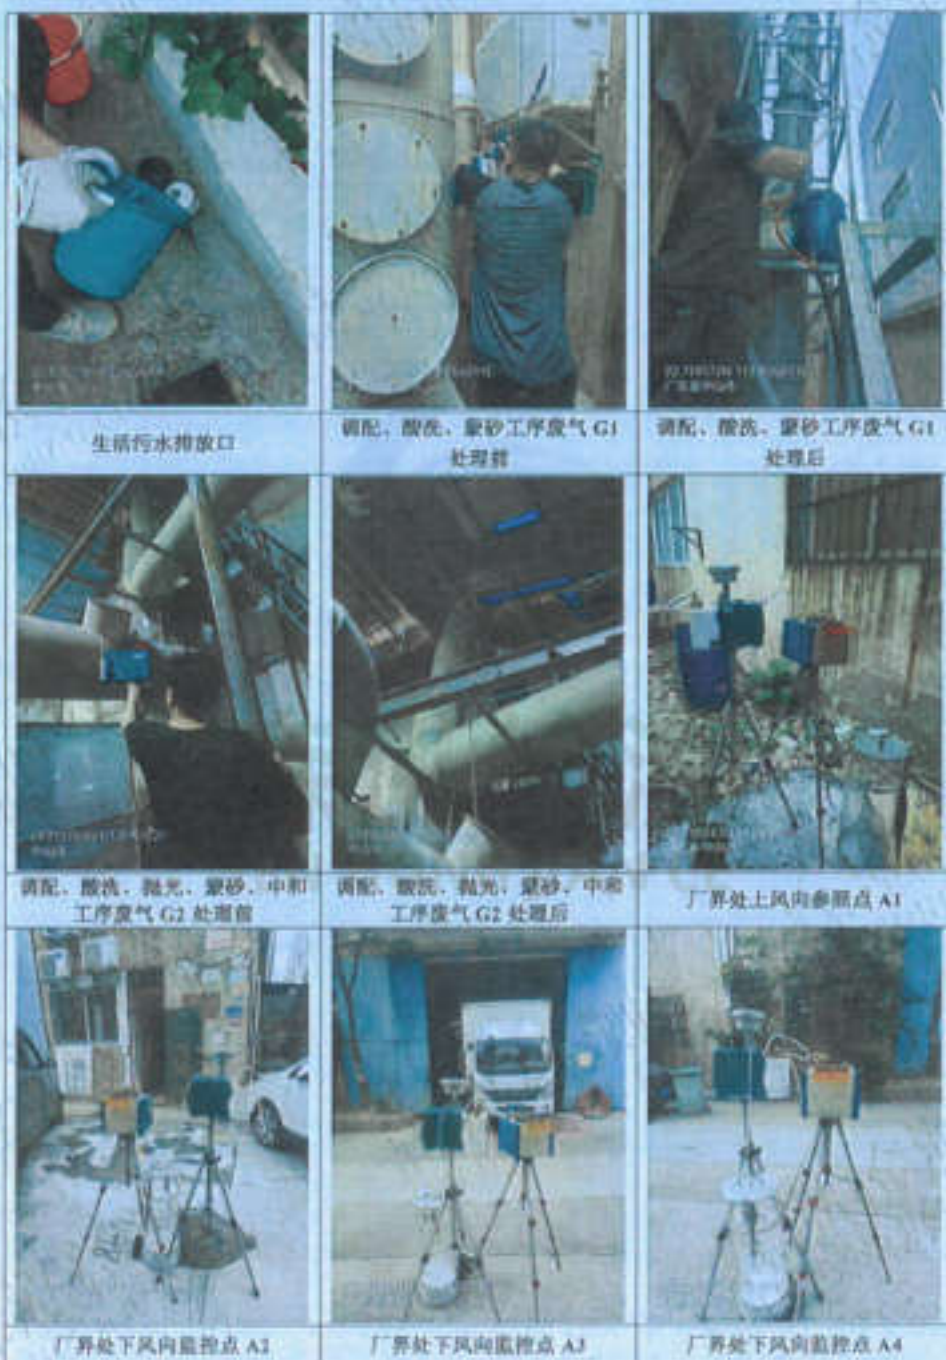 生活污水排放口
调配、酸洗、蒙砂工序废气 G1
处理前
调配、酸洗、蒙砂工序废气 G1
处理后
调配、酸洗、抛光、蒙砂、中和
工序废气 G2 处理前
调配、酸洗、抛光、蒙砂、中和
工序废气 G2 处理后
厂界处上风向参照点 A1
厂界处下风向监控点 A2
厂界处下风向监控点 A3
厂界处下风向监控点 A4